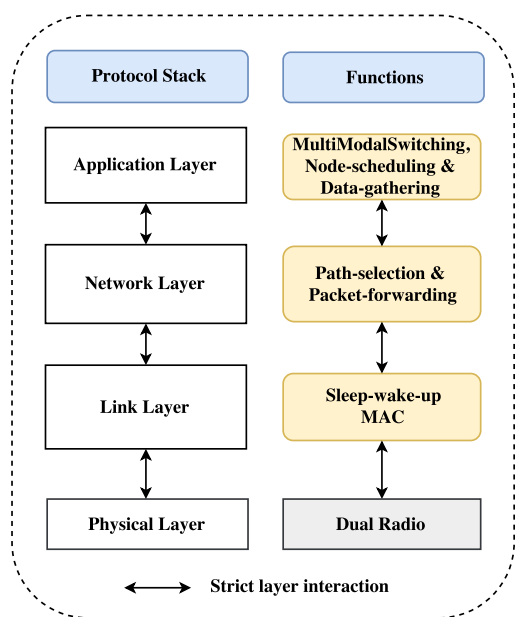 Protocol Stack
Functions
Application Layer
MultiModalSwitching,
Node-scheduling &
Data-gathering
Network Layer
Path-selection &
Packet-forwarding
Link Layer
Sleep-wake-up
MAC
Physical Layer
Dual Radio
Strict layer interaction